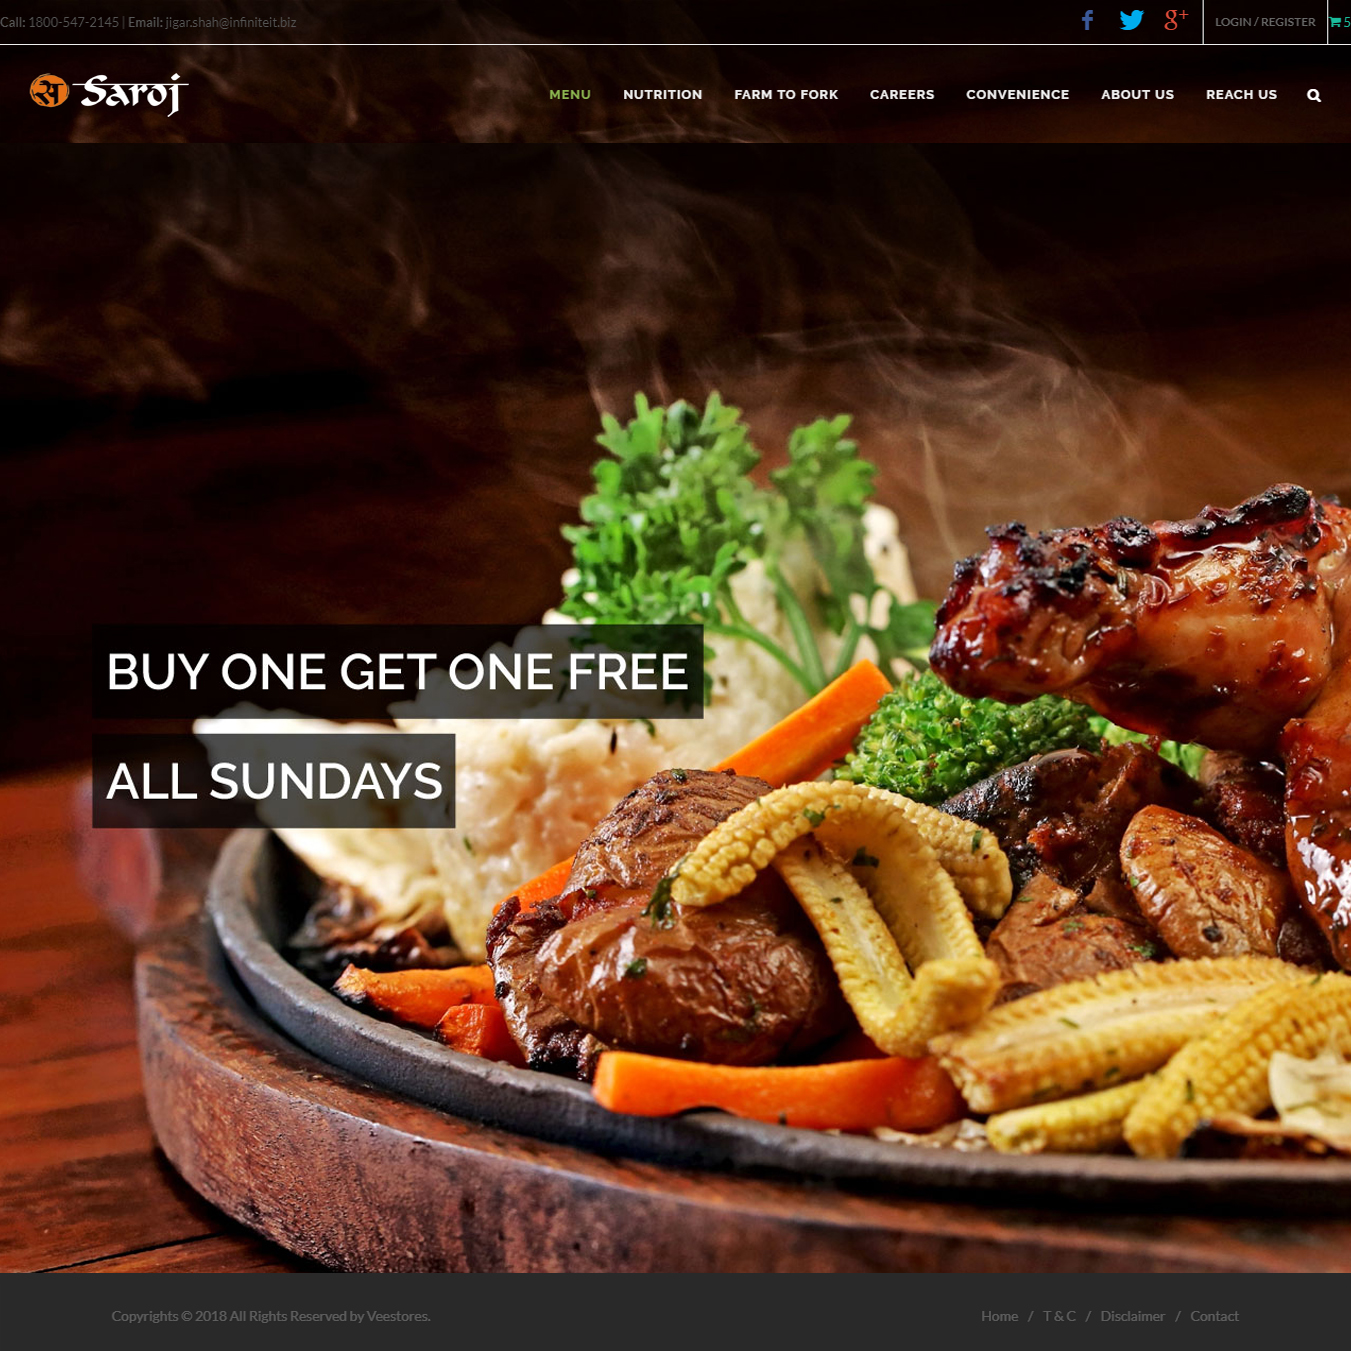 Call: 1800-547-2145 | Email: jigar.shah@infiniteit.biz
g+
LOGIN / REGISTER
5
स Saroj
MENU NUTRITION FARM TO FORK CAREERS CONVENIENCE ABOUT US REACH US
BUY ONE GET ONE FREE
ALL SUNDAYS
Copyrights © 2018 All Rights Reserved by Veestores.
Home / T & C / Disclaimer / Contact